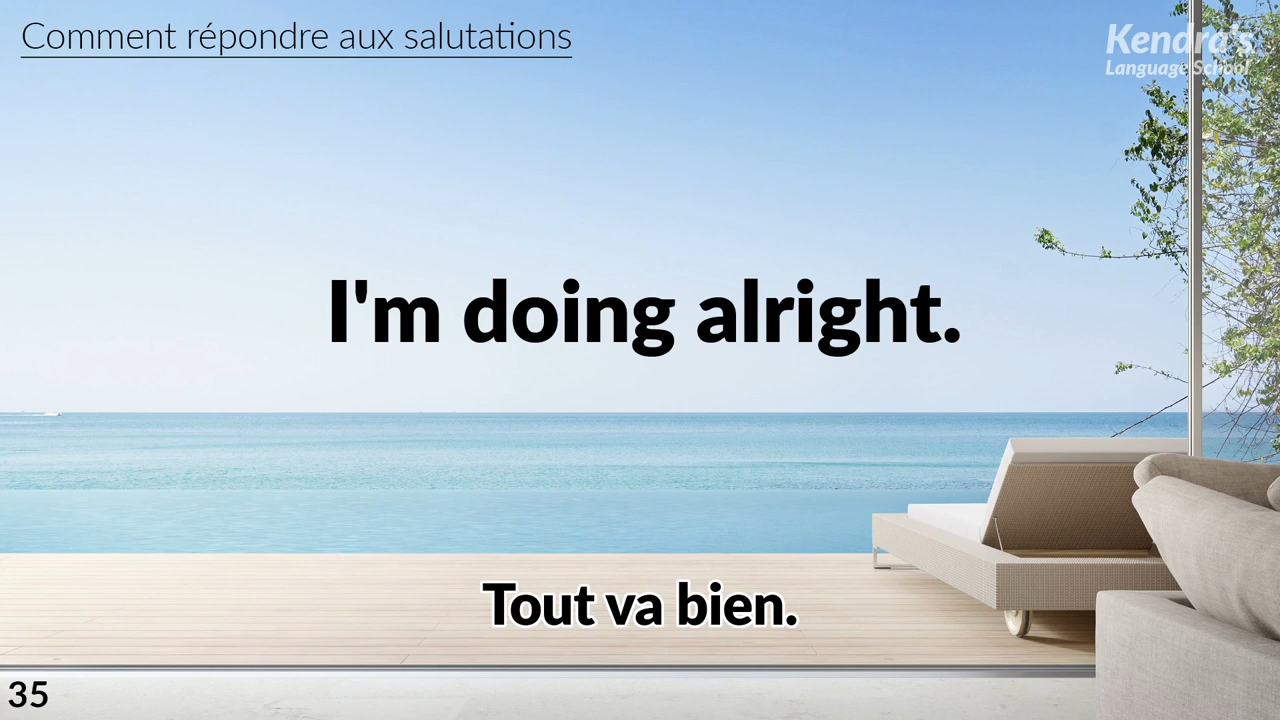 Comment répondre aux salutations
Kendra's
Language School
I'm doing alright.
Tout va bien.
35